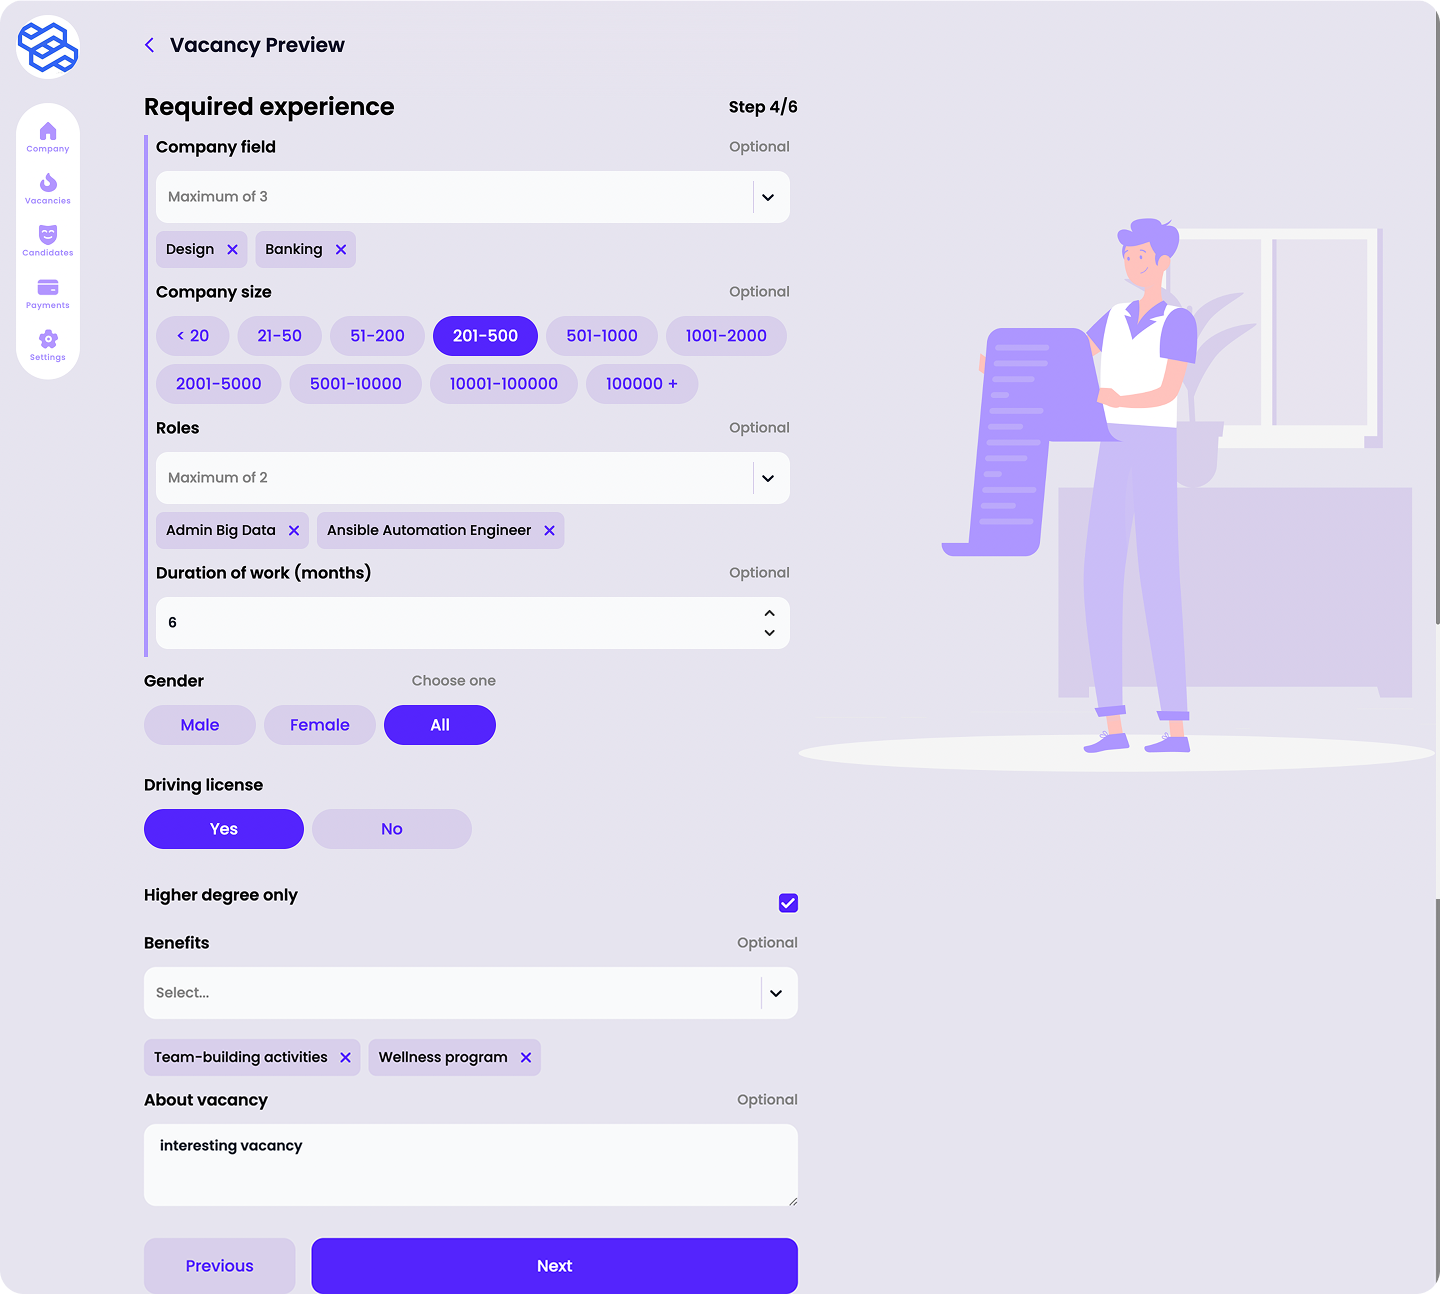 Vacancy Preview
Company
Vacancies
Candidates
Payments
Settings
Required experience Step 4/6
Company field Optional
Maximum of 3
Design Banking
Company size Optional
< 20 21-50 51-200 201-500 501-1000 1001-2000
2001-5000 5001-10000 10001-100000 100000 +
Roles Optional
Maximum of 2
Admin Big Data Ansible Automation Engineer
Duration of work (months) Optional
6
Gender Choose one
Male Female All
Driving license
Yes No
Higher degree only
Benefits Optional
Select...
Team-building activities Wellness program
About vacancy Optional
interesting vacancy
Previous Next